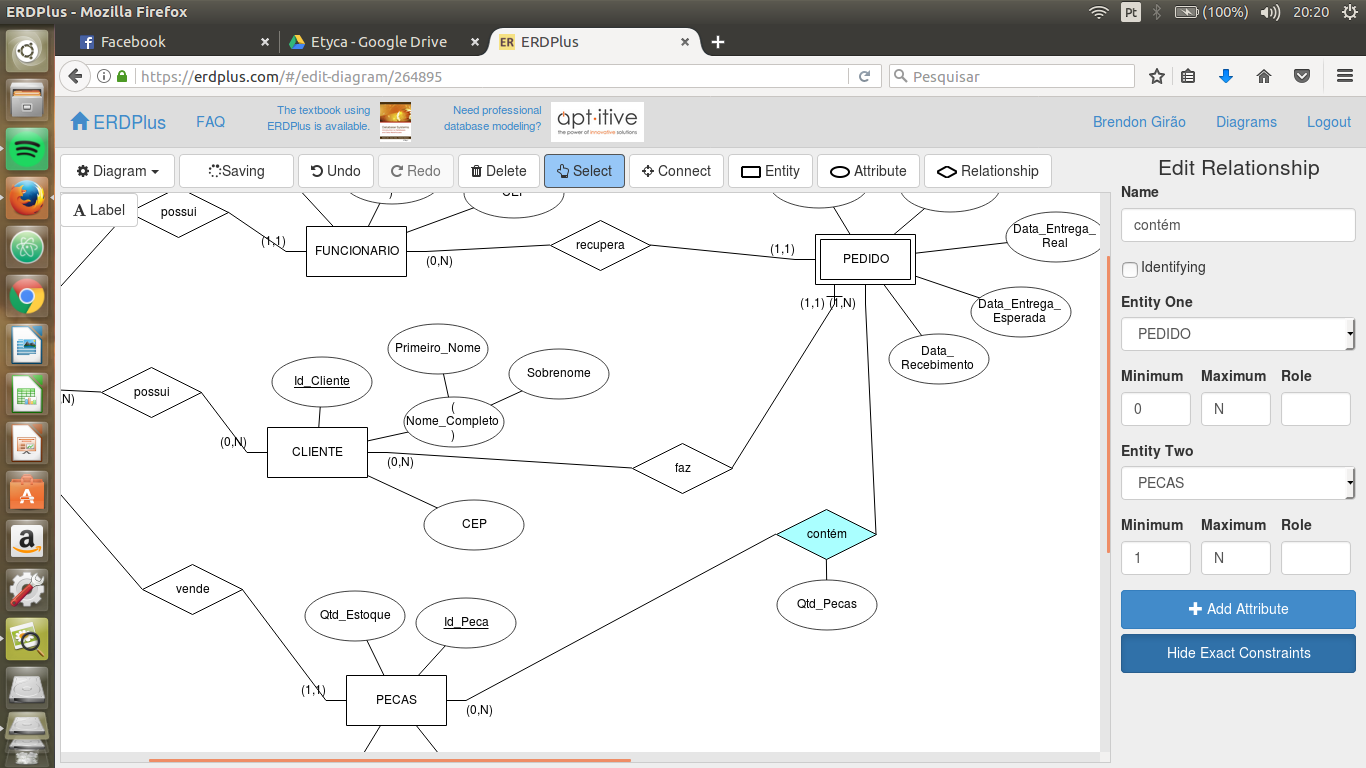 ERDPlus - Mozilla Firefox
Pt
(100%)
20:20
Facebook
Etyca - Google Drive
ER ERDPlus
https://erdplus.com/#/edit-diagram/264895
Pesquisar
ERDPlus
FAQ
The textbook using
ERDPlus is available.
Need professional
database modeling?
apt·itive
the power of innovative solutions
Brendon Girão
Diagrams
Logout
Diagram
Saving
Undo
Redo
Delete
Select
Connect
Entity
Attribute
Relationship
A Label
possui
(1,1)
FUNCIONARIO
)
CEP
(0,N)
recupera
(1,1)
PEDIDO
Data_Entrega_
Real
(1,1) (1,N)
Data_Entrega_
Esperada
Data_
Recebimento
Primeiro_Nome
Sobrenome
Id_Cliente
(
Nome_Completo
)
possui
,N)
(0,N)
CLIENTE
(0,N)
faz
CEP
contém
Qtd_Pecas
vende
Qtd_Estoque
Id_Peca
(1,1)
PECAS
(0,N)
Edit Relationship
Name
contém
Identifying
Entity One
PEDIDO
Minimum Maximum Role
0 N
Entity Two
PECAS
Minimum Maximum Role
1 N
Add Attribute
Hide Exact Constraints